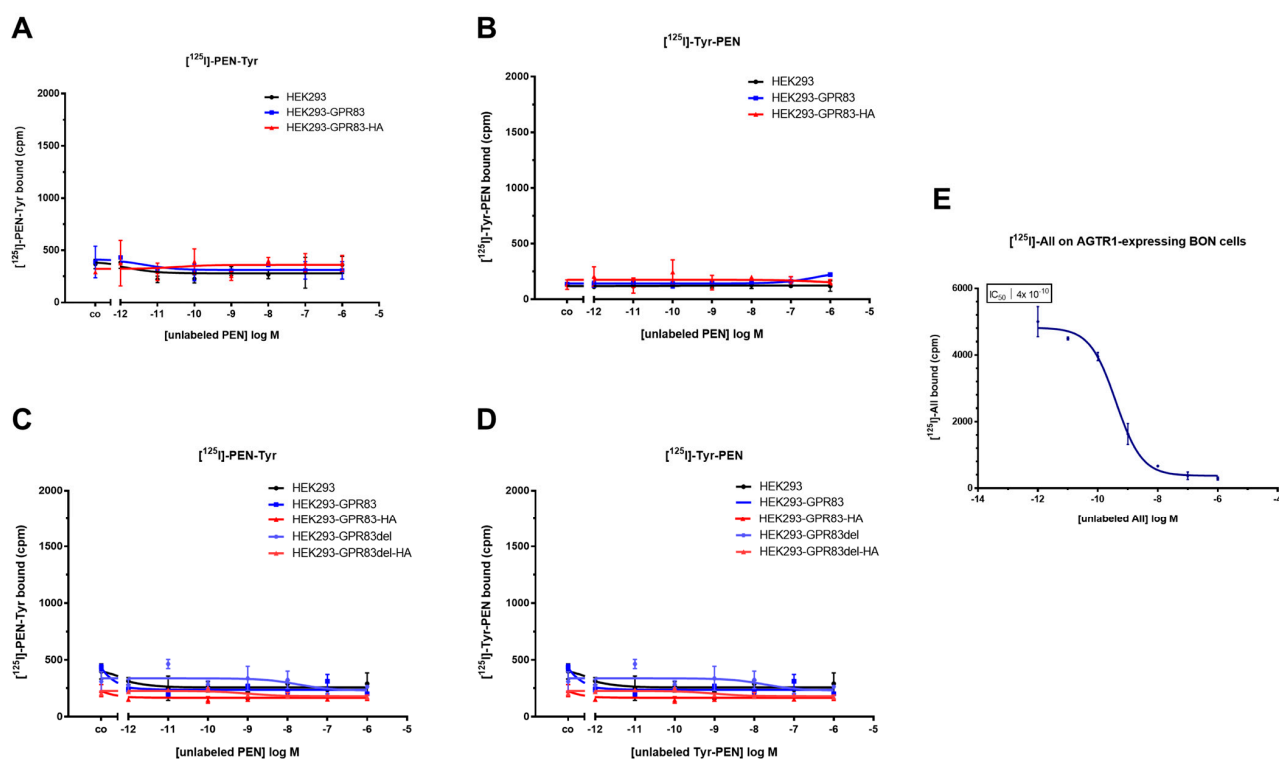 A
[¹²⁵I]-PEN-Tyr
HEK293
HEK293-GPR83
HEK293-GPR83-HA
[¹²⁵I]-PEN-Tyr bound (cpm)
2000
1500
1000
500
0
co -12 -11 -10 -9 -8 -7 -6 -5
[unlabeled PEN] log M
B
[¹²⁵I]-Tyr-PEN
HEK293
HEK293-GPR83
HEK293-GPR83-HA
[¹²⁵I]-Tyr-PEN bound (cpm)
2000
1500
1000
500
0
co -12 -11 -10 -9 -8 -7 -6 -5
[unlabeled PEN] log M
C
[¹²⁵I]-PEN-Tyr
HEK293
HEK293-GPR83
HEK293-GPR83-HA
HEK293-GPR83del
HEK293-GPR83del-HA
[¹²⁵I]-PEN-Tyr bound (cpm)
2000
1500
1000
500
0
co -12 -11 -10 -9 -8 -7 -6 -5
[unlabeled PEN] log M
D
[¹²⁵I]-Tyr-PEN
HEK293
HEK293-GPR83
HEK293-GPR83-HA
HEK293-GPR83del
HEK293-GPR83del-HA
[¹²⁵I]-Tyr-PEN bound (cpm)
2000
1500
1000
500
0
co -12 -11 -10 -9 -8 -7 -6 -5
[unlabeled Tyr-PEN] log M
E
[¹²⁵I]-AII on AGTR1-expressing BON cells
IC₅₀ | 4x 10⁻¹⁰
[¹²⁵I]-AII bound (cpm)
6000
4000
2000
0
-14 -12 -10 -8 -6 -4
[unlabeled AII] log M